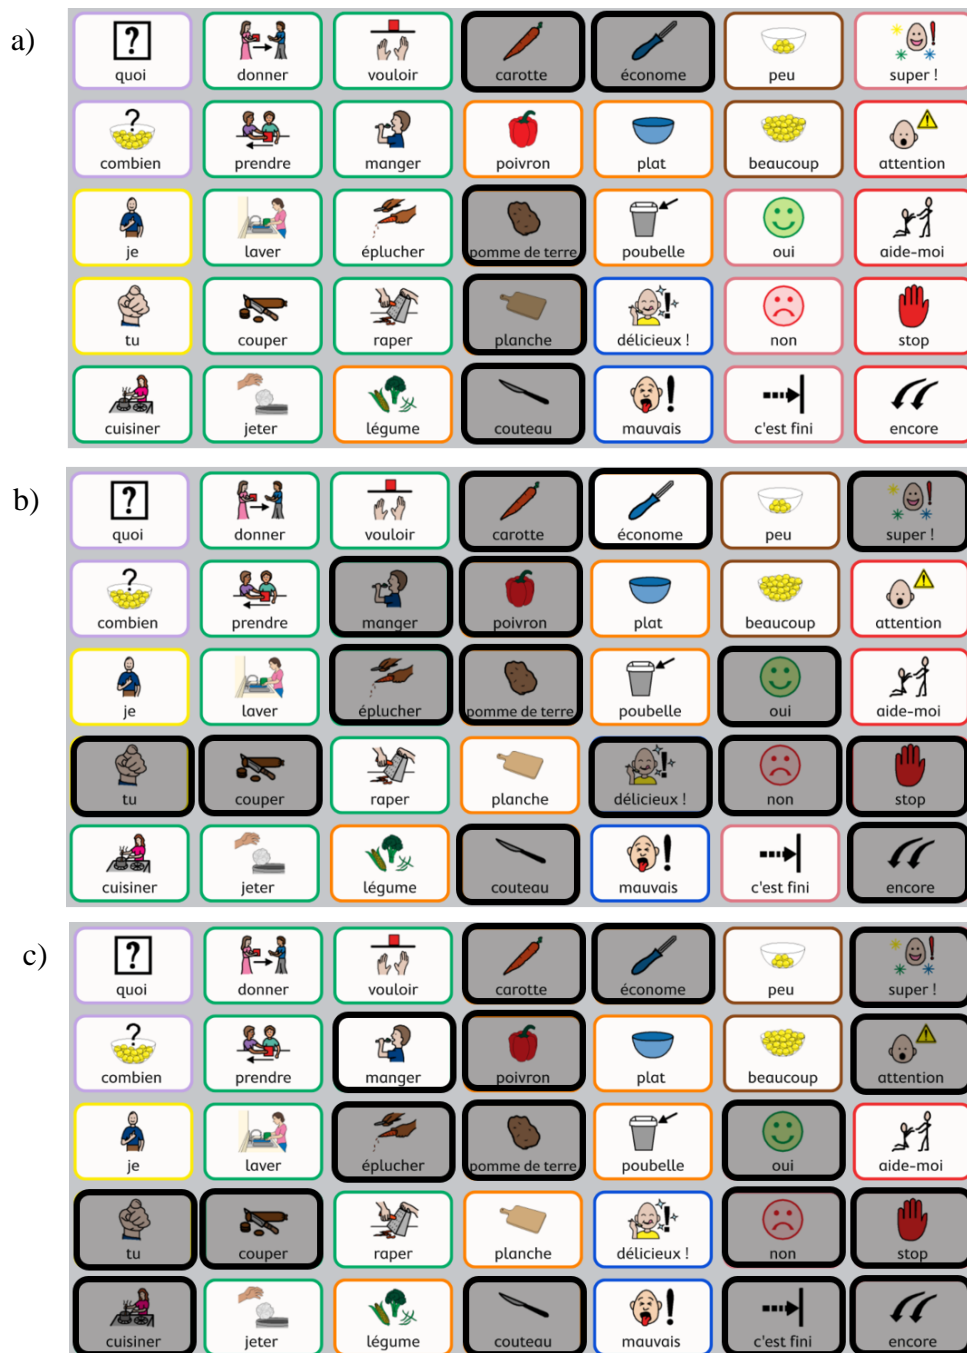 a)
quoi donner vouloir carotte économe peu super !
combien prendre manger poivron plat beaucoup attention
je laver éplucher pomme de terre poubelle oui aide-moi
tu couper raper planche délicieux ! non stop
cuisiner jeter légume couteau mauvais c'est fini encore
b)
quoi donner vouloir carotte économe peu super !
combien prendre manger poivron plat beaucoup attention
je laver éplucher pomme de terre poubelle oui aide-moi
tu couper raper planche délicieux ! non stop
cuisiner jeter légume couteau mauvais c'est fini encore
c)
quoi donner vouloir carotte économe peu super !
combien prendre manger poivron plat beaucoup attention
je laver éplucher pomme de terre poubelle oui aide-moi
tu couper raper planche délicieux ! non stop
cuisiner jeter légume couteau mauvais c'est fini encore